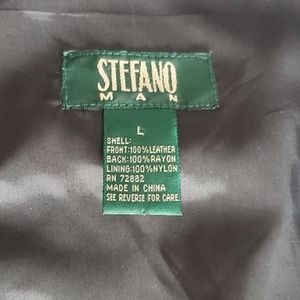 STEFANO
MAN
L
SHELL:
FRONT:100%LEATHER
BACK:100%RAYON
LINING:100%NYLON
RN 72882
MADE IN CHINA
SEE REVERSE FOR CARE